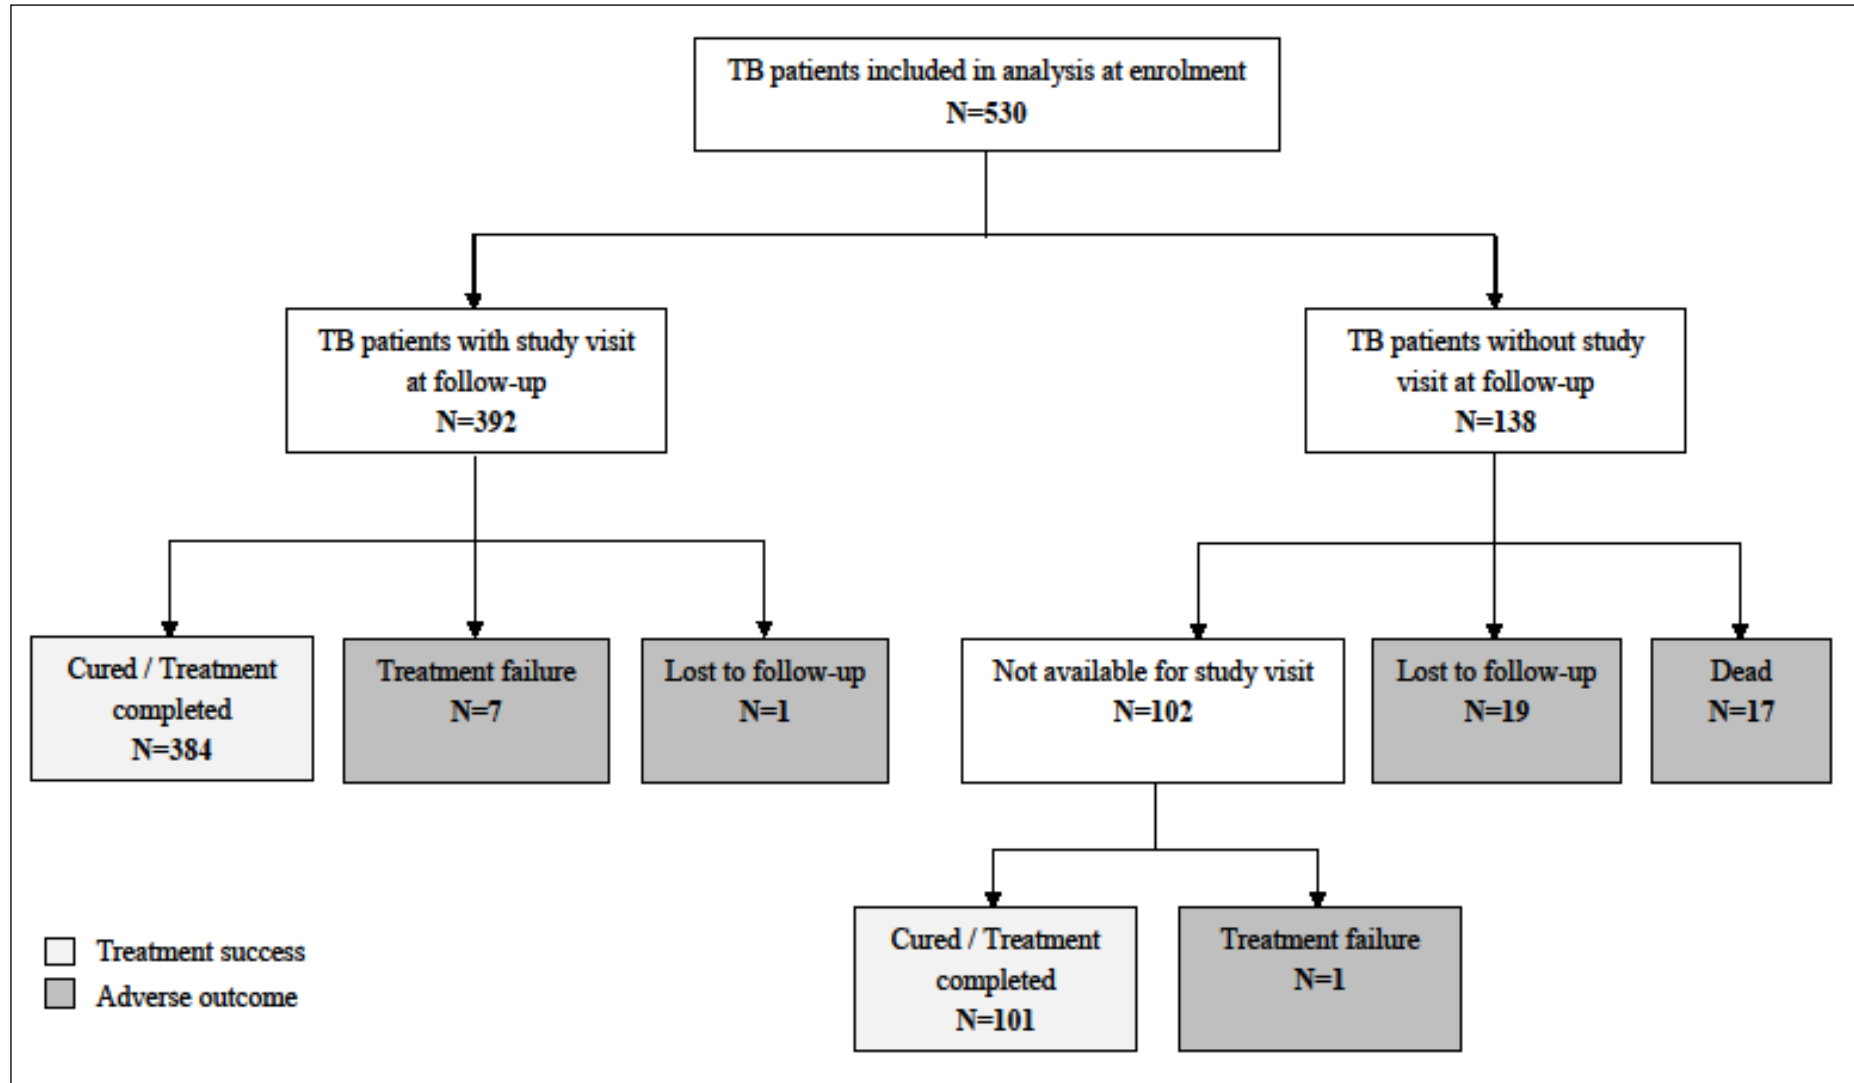 TB patients included in analysis at enrolment
N=530
TB patients with study visit
at follow-up
N=392
TB patients without study
visit at follow-up
N=138
Cured / Treatment
completed
N=384
Treatment failure
N=7
Lost to follow-up
N=1
Not available for study visit
N=102
Lost to follow-up
N=19
Dead
N=17
Cured / Treatment
completed
N=101
Treatment failure
N=1
Treatment success
Adverse outcome